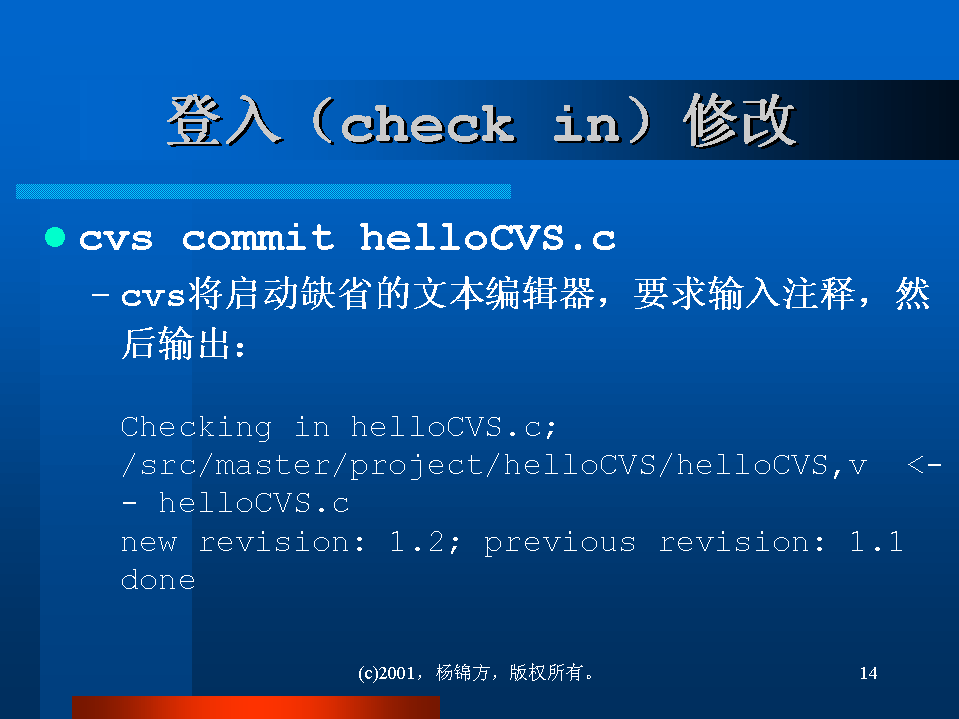 登入（check in）修改
cvs commit helloCVS.c
–cvs将启动缺省的文本编辑器，要求输入注释，然
后输出：
Checking in helloCVS.c;
/src/master/project/helloCVS/helloCVS,v  <-
- helloCVS.c
new revision: 1.2; previous revision: 1.1
done
(c)2001，杨锦方，版权所有。
14